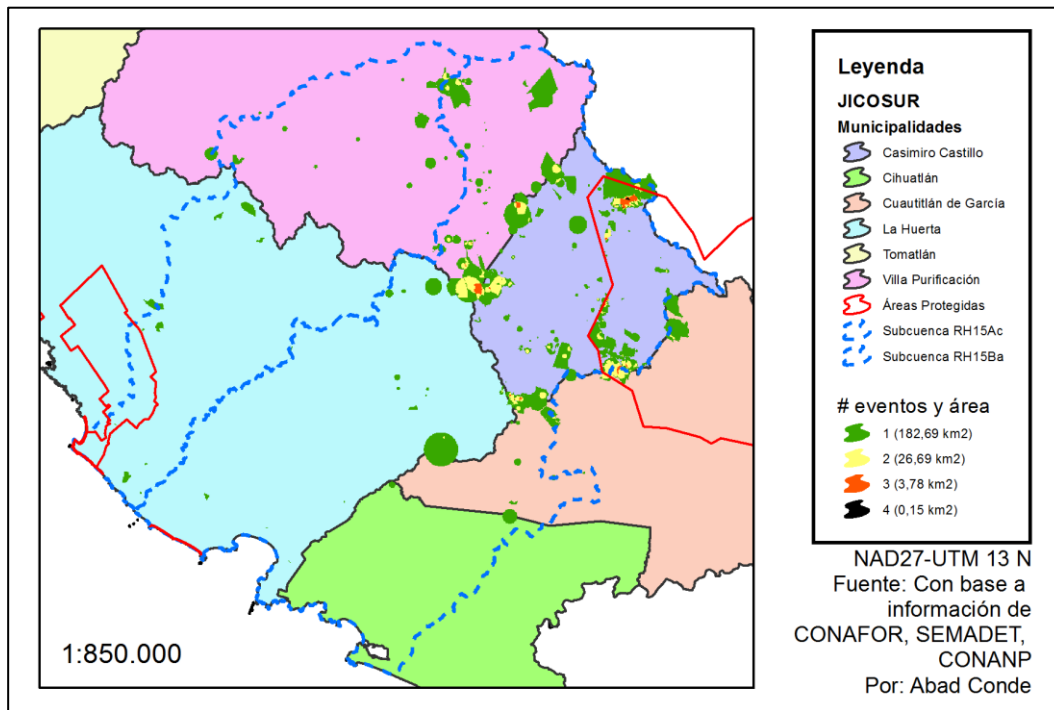 1:850.000
Leyenda
JICOSUR
Municipalidades
Casimiro Castillo
Cihuatlán
Cuautitlán de García
La Huerta
Tomatlán
Villa Purificación
Áreas Protegidas
Subcuenca RH15Ac
Subcuenca RH15Ba
# eventos y área
1 (182,69 km2)
2 (26,69 km2)
3 (3,78 km2)
4 (0,15 km2)
NAD27-UTM 13 N
Fuente: Con base a
información de
CONAFOR, SEMADET,
CONANP
Por: Abad Conde